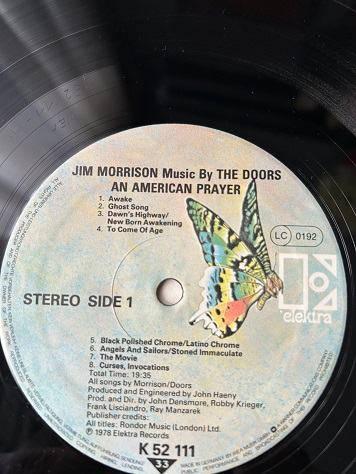 JIM MORRISON Music By THE DOORS
AN AMERICAN PRAYER
1. Awake
2. Ghost Song
3. Dawn's Highway/
New Born Awakening
4. To Come Of Age
LC 0192
STEREO SIDE 1
elektra
5. Black Polished Chrome/Latino Chrome
6. Angels And Sailors/Stoned Immaculate
7. The Movie
8. Curses, Invocations
Total Time: 19:35
All songs by Morrison/Doors
Produced and Engineered by John Haeny
Prod. and Dir. by John Densmore, Robby Krieger,
Frank Lisciandro, Ray Manzarek
Publisher credits:
All titles: Rondor Music (London) Ltd.
℗ 1978 Elektra Records
K 52 111
33